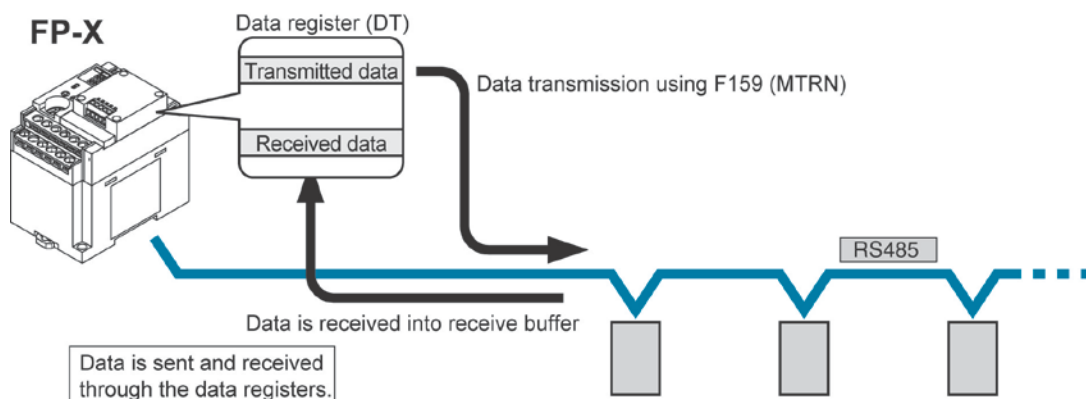 FP-X
Data register (DT)
Transmitted data
Data transmission using F159 (MTRN)
Received data
RS485
Data is received into receive buffer
Data is sent and received
through the data registers.